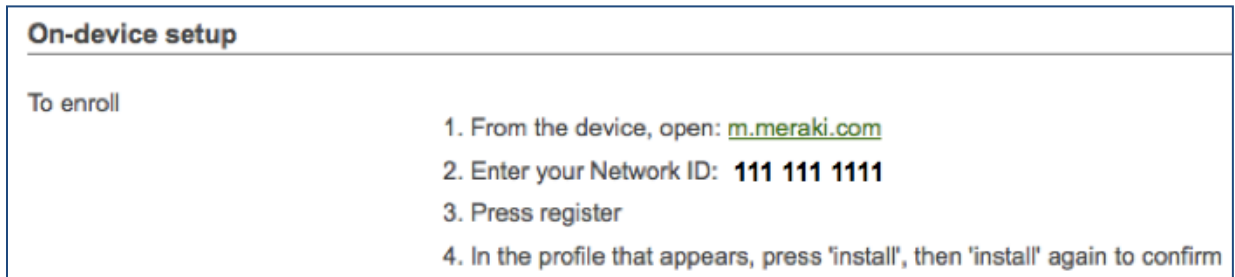 On-device setup
To enroll
1. From the device, open: m.meraki.com
2. Enter your Network ID: 111 111 1111
3. Press register
4. In the profile that appears, press 'install', then 'install' again to confirm